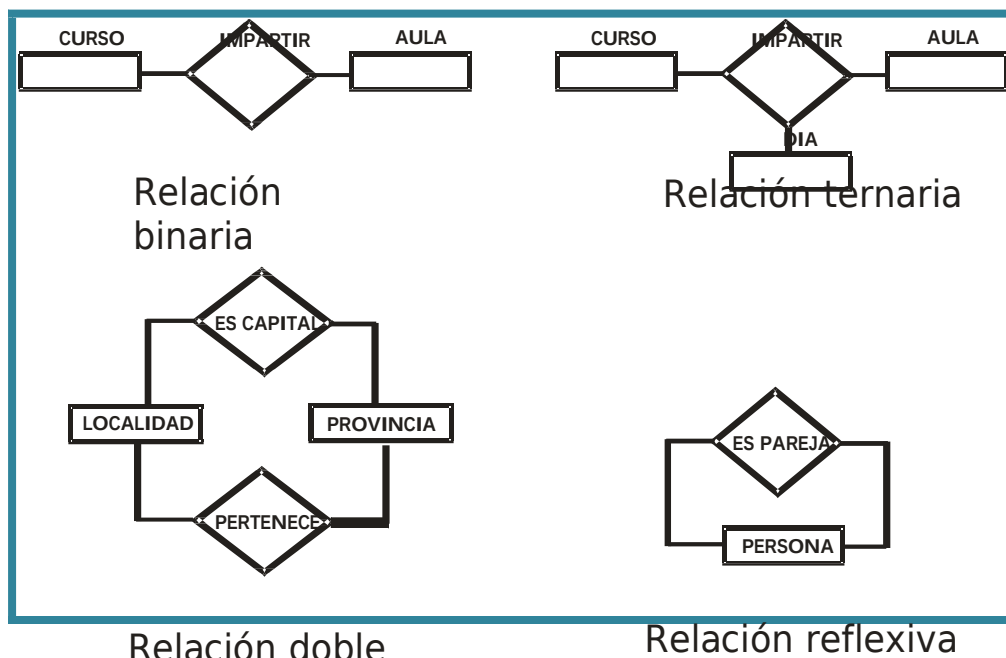 CURSO
IMPARTIR
AULA
CURSO
IMPARTIR
AULA
DIA
Relación
binaria
Relación ternaria
ES CAPITAL
LOCALIDAD
PROVINCIA
PERTENECE
ES PAREJA
PERSONA
Relación doble
Relación reflexiva